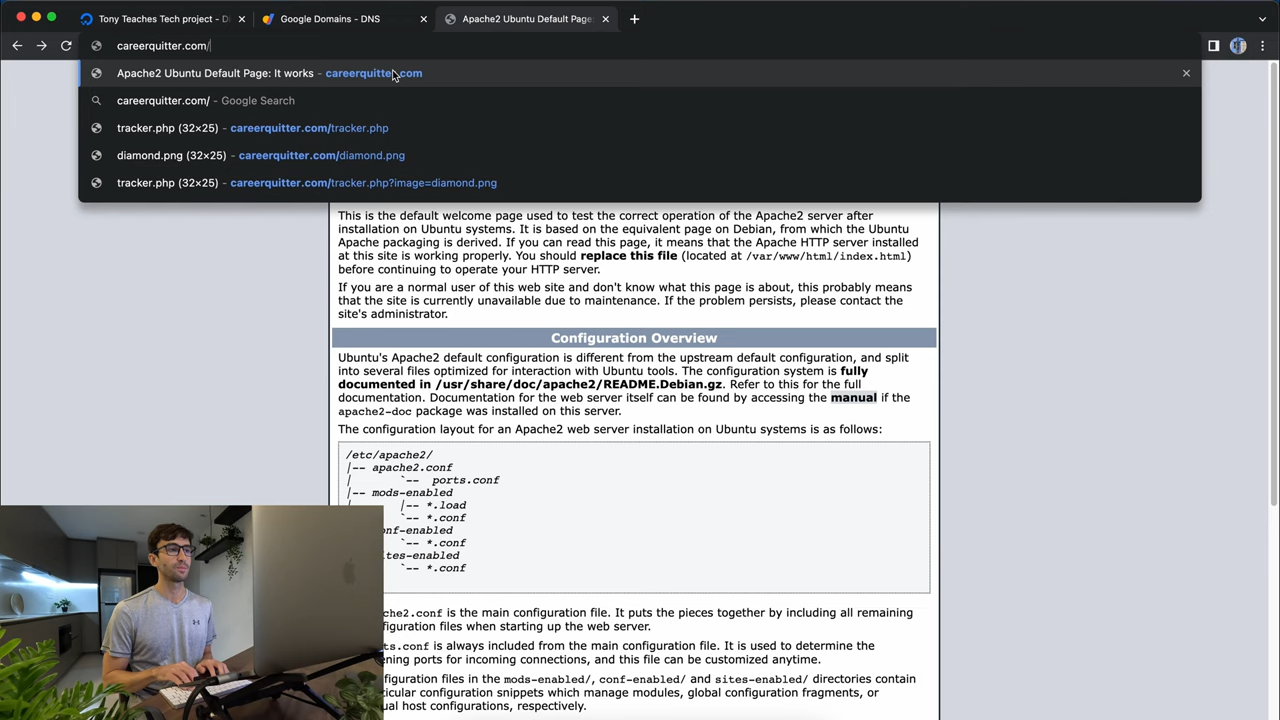 Tony Teaches Tech project - Di
Google Domains - DNS
Apache2 Ubuntu Default Page:
careerquitter.com/
Apache2 Ubuntu Default Page: It works - careerquitter.com
careerquitter.com/ - Google Search
tracker.php (32×25) - careerquitter.com/tracker.php
diamond.png (32×25) - careerquitter.com/diamond.png
tracker.php (32×25) - careerquitter.com/tracker.php?image=diamond.png
This is the default welcome page used to test the correct operation of the Apache2 server after
installation on Ubuntu systems. It is based on the equivalent page on Debian, from which the Ubuntu
Apache packaging is derived. If you can read this page, it means that the Apache HTTP server installed
at this site is working properly. You should replace this file (located at /var/www/html/index.html)
before continuing to operate your HTTP server.
If you are a normal user of this web site and don't know what this page is about, this probably means
that the site is currently unavailable due to maintenance. If the problem persists, please contact the
site's administrator.
Configuration Overview
Ubuntu's Apache2 default configuration is different from the upstream default configuration, and split
into several files optimized for interaction with Ubuntu tools. The configuration system is fully
documented in /usr/share/doc/apache2/README.Debian.gz. Refer to this for the full
documentation. Documentation for the web server itself can be found by accessing the manual if the
apache2-doc package was installed on this server.
The configuration layout for an Apache2 web server installation on Ubuntu systems is as follows:
/etc/apache2/
|-- apache2.conf
|       `--  ports.conf
|-- mods-enabled
|-- *.load
`-- *.conf
onf-enabled
`-- *.conf
ites-enabled
`-- *.conf
che2.conf is the main configuration file. It puts the pieces together by including all remaining
figuration files when starting up the web server.
ts.conf is always included from the main configuration file. It is used to determine the
ening ports for incoming connections, and this file can be customized anytime.
figuration files in the mods-enabled/, conf-enabled/ and sites-enabled/ directories contain
ticular configuration snippets which manage modules, global configuration fragments, or
ual host configurations, respectively.